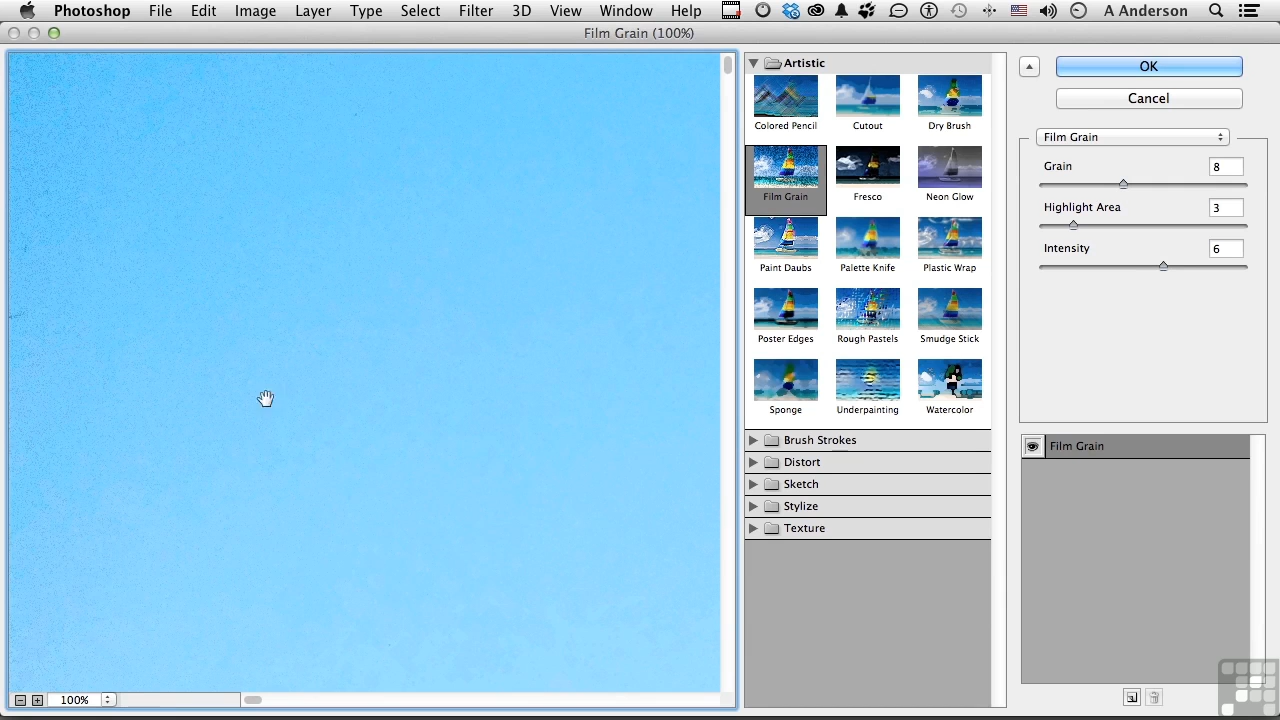 Photoshop File Edit Image Layer Type Select Filter 3D View Window Help A Anderson
Film Grain (100%)
Artistic
Colored Pencil Cutout Dry Brush
Film Grain Fresco Neon Glow
Paint Daubs Palette Knife Plastic Wrap
Poster Edges Rough Pastels Smudge Stick
Sponge Underpainting Watercolor
Brush Strokes
Distort
Sketch
Stylize
Texture
OK
Cancel
Film Grain
Grain 8
Highlight Area 3
Intensity 6
Film Grain
100%